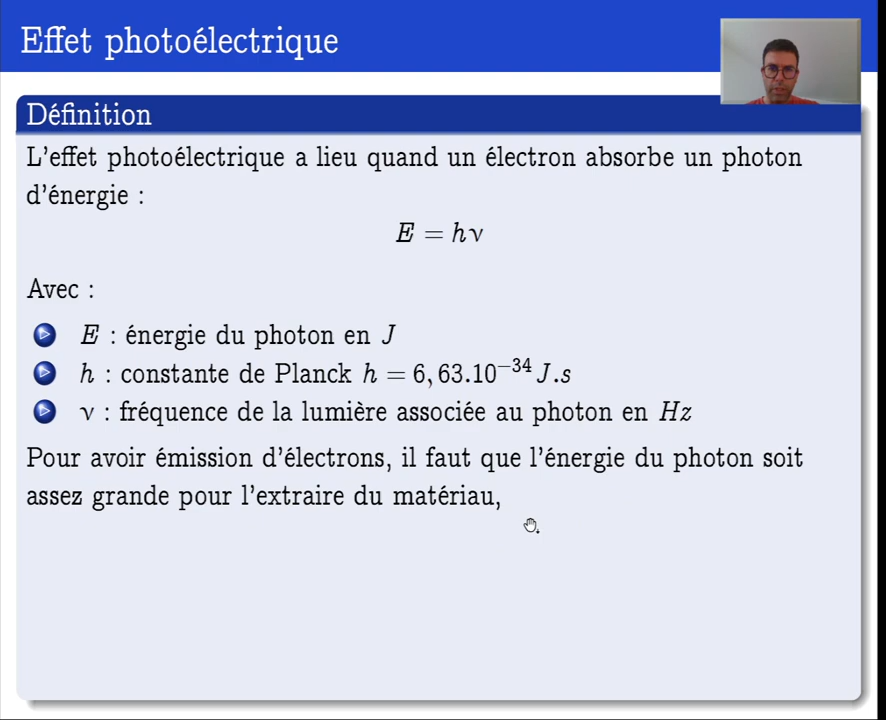 Effet photoélectrique
Définition
L'effet photoélectrique a lieu quand un électron absorbe un photon
d'énergie :
E = hν
Avec :
E : énergie du photon en J
h : constante de Planck h = 6, 63.10⁻³⁴ J.s
ν : fréquence de la lumière associée au photon en Hz
Pour avoir émission d'électrons, il faut que l'énergie du photon soit
assez grande pour l'extraire du matériau,